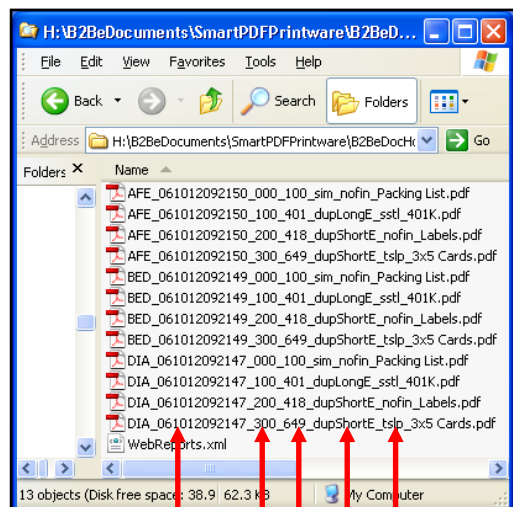 H:\B2BeDocuments\SmartPDFPrintware\B2BeD...
File Edit View Favorites Tools Help
Back Search Folders
Address H:\B2BeDocuments\SmartPDFPrintware\B2BeDocH Go
Folders Name
AFE_061012092150_000_100_sim_nofin_Packing List.pdf
AFE_061012092150_100_401_dupLongE_sstl_401K.pdf
AFE_061012092150_200_418_dupShortE_nofin_Labels.pdf
AFE_061012092150_300_649_dupShortE_tslp_3x5 Cards.pdf
BED_061012092149_000_100_sim_nofin_Packing List.pdf
BED_061012092149_100_401_dupLongE_sstl_401K.pdf
BED_061012092149_200_418_dupShortE_nofin_Labels.pdf
BED_061012092149_300_649_dupShortE_tslp_3x5 Cards.pdf
DIA_061012092147_000_100_sim_nofin_Packing List.pdf
DIA_061012092147_100_401_dupLongE_sstl_401K.pdf
DIA_061012092147_200_418_dupShortE_nofin_Labels.pdf
DIA_061012092147_300_649_dupShortE_tslp_3x5 Cards.pdf
WebReports.xml
13 objects (Disk free space: 38.9 62.3 KB My Computer